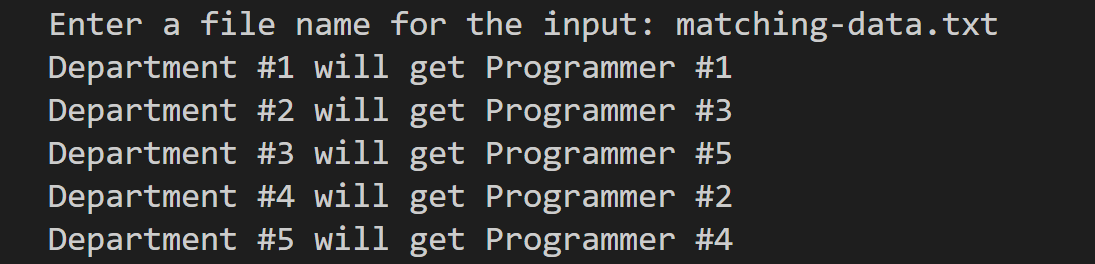 Enter a file name for the input: matching-data.txt
Department #1 will get Programmer #1
Department #2 will get Programmer #3
Department #3 will get Programmer #5
Department #4 will get Programmer #2
Department #5 will get Programmer #4